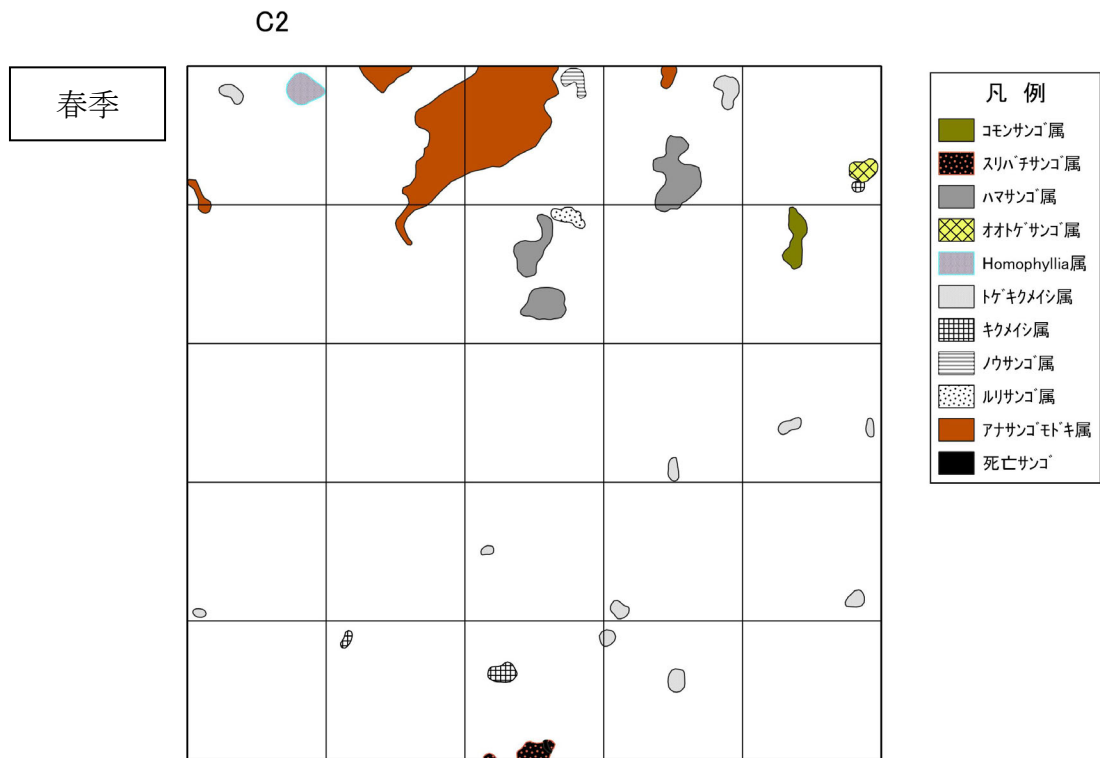 C2
春季
凡 例
コモンサンゴ属
スリバチサンゴ属
ハマサンゴ属
オオトゲサンゴ属
Homophyllia属
トゲキクメイシ属
キクメイシ属
ノウサンゴ属
ルリサンゴ属
アナサンゴモドキ属
死亡サンゴ